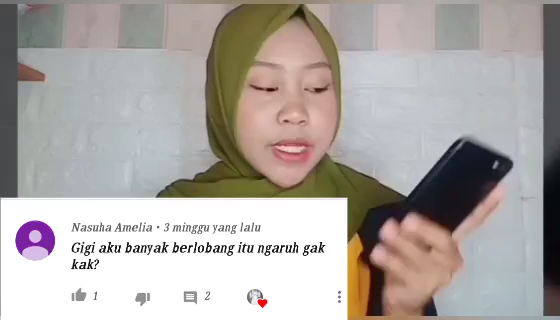 Nasuha Amelia • 3 minggu yang lalu
Gigi aku banyak berlobang itu ngaruh gak
kak?
1
2